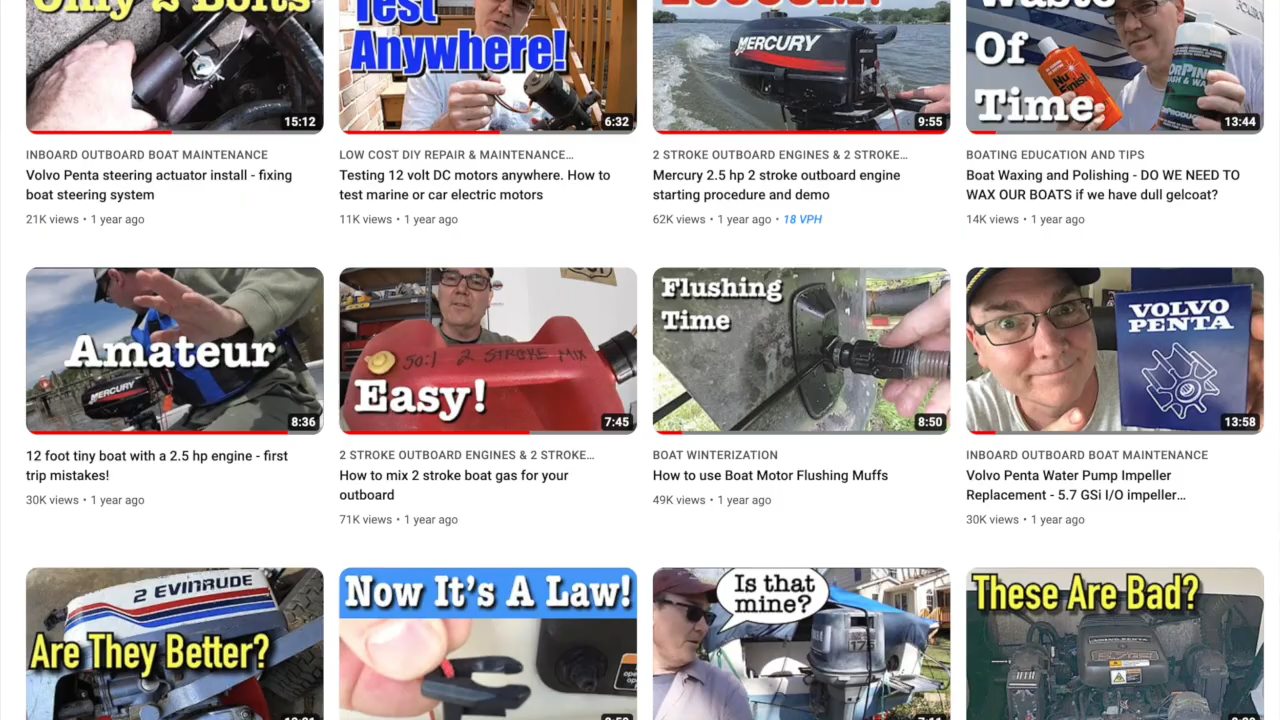 Only 2 Bolts
15:12
INBOARD OUTBOARD BOAT MAINTENANCE
Volvo Penta steering actuator install - fixing
boat steering system
21K views • 1 year ago
Test
Anywhere!
6:32
LOW COST DIY REPAIR & MAINTENANCE…
Testing 12 volt DC motors anywhere. How to
test marine or car electric motors
11K views • 1 year ago
MERCURY
9:55
2 STROKE OUTBOARD ENGINES & 2 STROKE…
Mercury 2.5 hp 2 stroke outboard engine
starting procedure and demo
62K views • 1 year ago • 18 VPH
Waste
Of
Time
Nu
Finish
13:44
BOATING EDUCATION AND TIPS
Boat Waxing and Polishing - DO WE NEED TO
WAX OUR BOATS if we have dull gelcoat?
14K views • 1 year ago
Amateur
MERCURY
8:36
12 foot tiny boat with a 2.5 hp engine - first
trip mistakes!
30K views • 1 year ago
50:1 2 STROKE MIX
Easy!
7:45
2 STROKE OUTBOARD ENGINES & 2 STROKE…
How to mix 2 stroke boat gas for your
outboard
71K views • 1 year ago
Flushing
Time
8:50
BOAT WINTERIZATION
How to use Boat Motor Flushing Muffs
49K views • 1 year ago
VOLVO
PENTA
13:58
INBOARD OUTBOARD BOAT MAINTENANCE
Volvo Penta Water Pump Impeller
Replacement - 5.7 GSi I/O impeller…
30K views • 1 year ago
2 EVINRUDE
Are They Better?
Now It's A Law!
Is that
mine?
175
These Are Bad?
VOLVO PENTA